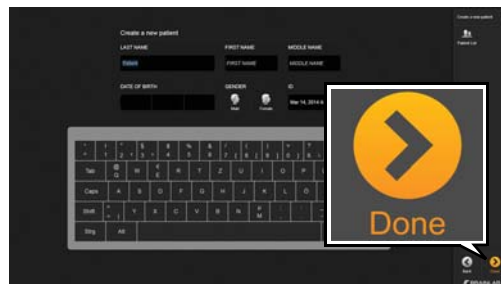 Create a new patient
Create a new patient
LAST NAME
FIRST NAME
MIDDLE NAME
Patient
FIRST NAME
MIDDLE NAME
Patient List
DATE OF BIRTH
GENDER
ID
Male
Female
Mar 14, 2014-
Tab
Q
W
E
R
T
Z
U
I
O
P
Caps
A
S
D
F
G
H
J
K
L
Ö
Shift
Y
X
C
V
B
N
M
Strg
Alt
Done
Back
Done